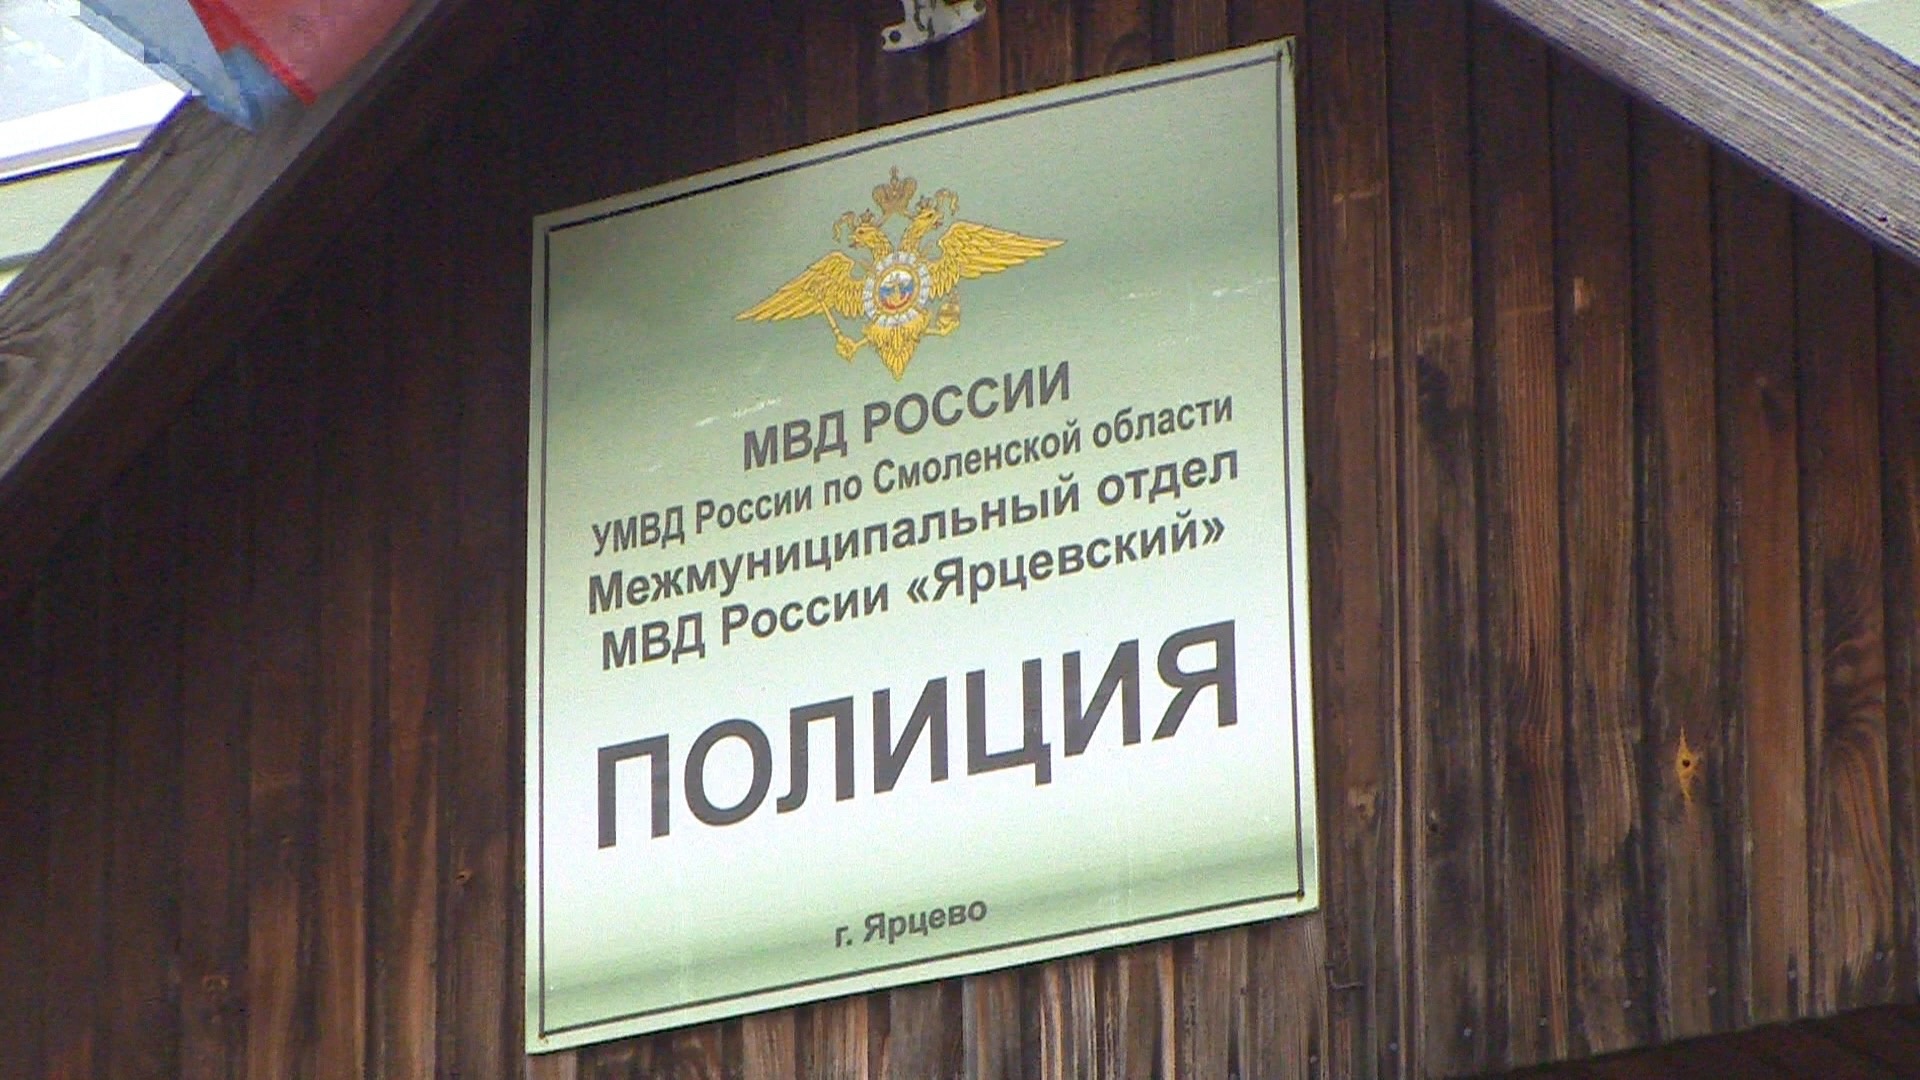 МВД РОССИИ
УМВД России по Смоленской области
Межмуниципальный отдел
МВД России «Ярцевский»
ПОЛИЦИЯ
г. Ярцево